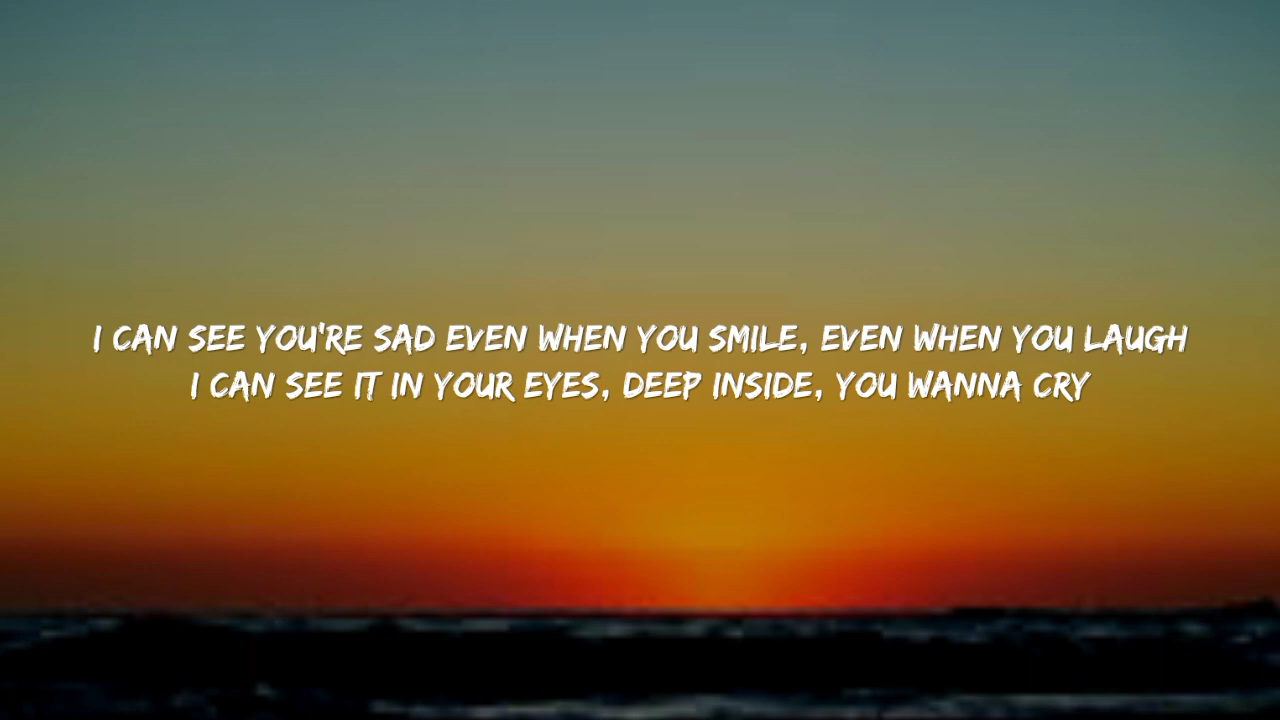 I CAN SEE YOU'RE SAD EVEN WHEN YOU SMILE, EVEN WHEN YOU LAUGH
I CAN SEE IT IN YOUR EYES, DEEP INSIDE, YOU WANNA CRY